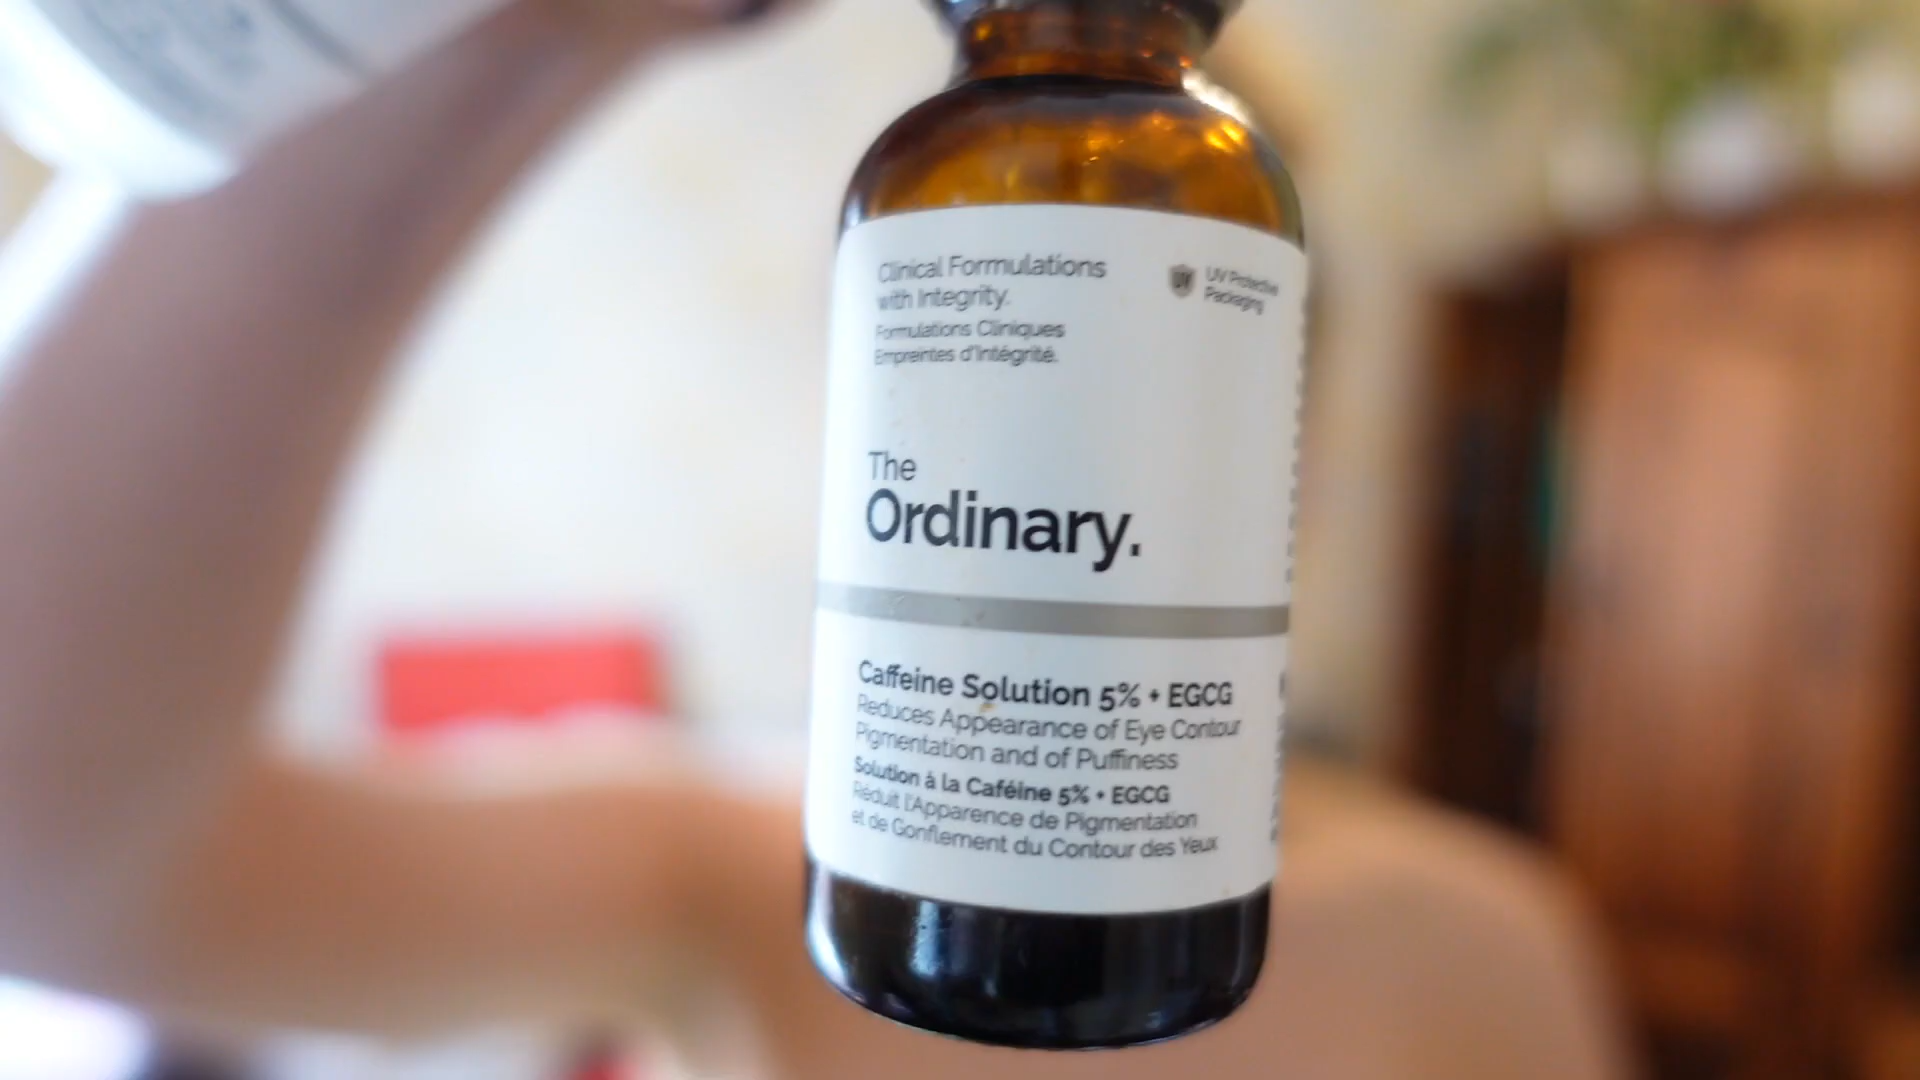 Clinical Formulations
with Integrity.
Formulations Cliniques
Empreintes d'Intégrité.
UV
UV Protective
Packaging
The
Ordinary.
Caffeine Solution 5% + EGCG
Reduces Appearance of Eye Contour
Pigmentation and of Puffiness
Solution à la Caféine 5% + EGCG
Réduit l'Apparence de Pigmentation
et de Gonflement du Contour des Yeux